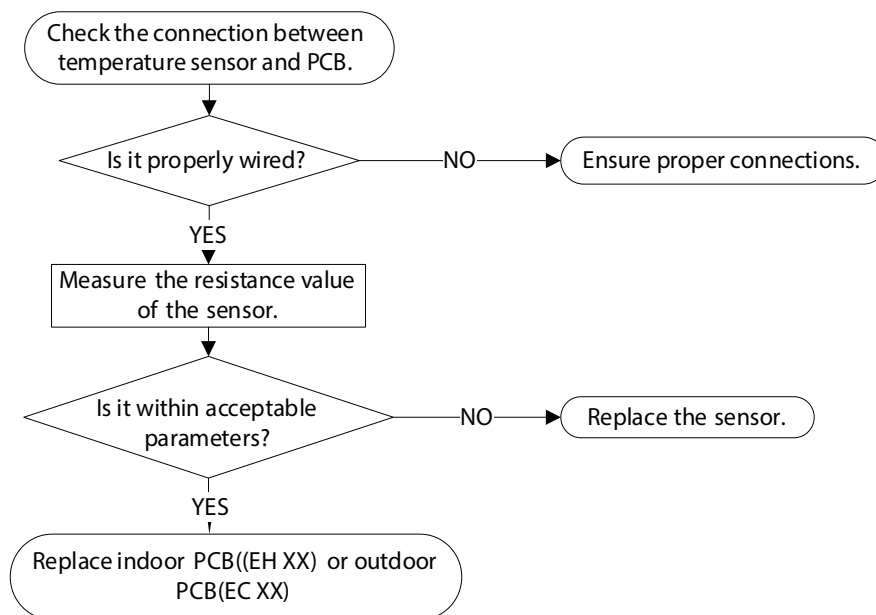 Check the connection between
temperature sensor and PCB.
Is it properly wired?
NO
Ensure proper connections.
YES
Measure the resistance value
of the sensor.
Is it within acceptable
parameters?
NO
Replace the sensor.
YES
Replace indoor PCB((EH XX) or outdoor
PCB(EC XX)